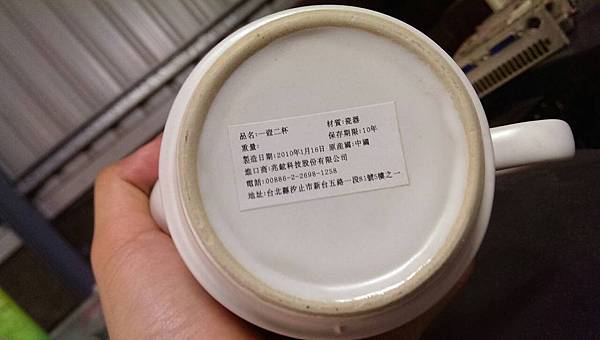 品名:一壺二杯 材質:瓷器
重量: 保存期限:10年
製造日期:2010年1月16日 原產國:中國
進口商:兆鋐科技股份有限公司
電話:00886-2-2698-1258
地址:台北縣汐止市新台五路一段81號5樓之一